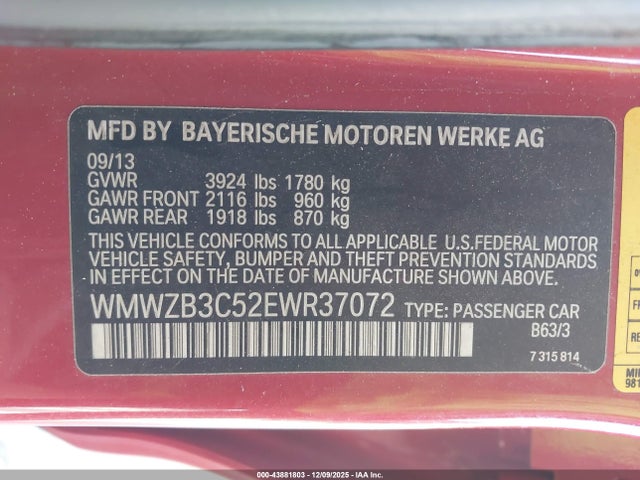 MFD BY BAYERISCHE MOTOREN WERKE AG
09/13
GVWR 3924 lbs 1780 kg
GAWR FRONT 2116 lbs 960 kg
GAWR REAR 1918 lbs 870 kg
THIS VEHICLE CONFORMS TO ALL APPLICABLE U.S.FEDERAL MOTOR
VEHICLE SAFETY, BUMPER, AND THEFT PREVENTION STANDARDS
IN EFFECT ON THE DATE OF MANUFACTURE SHOWN ABOVE.
WMWZB3C52EWR37072 TYPE: PASSENGER CAR
B63/3
7 315 814
000-43881803 - 12/09/2025 - IAA Inc.